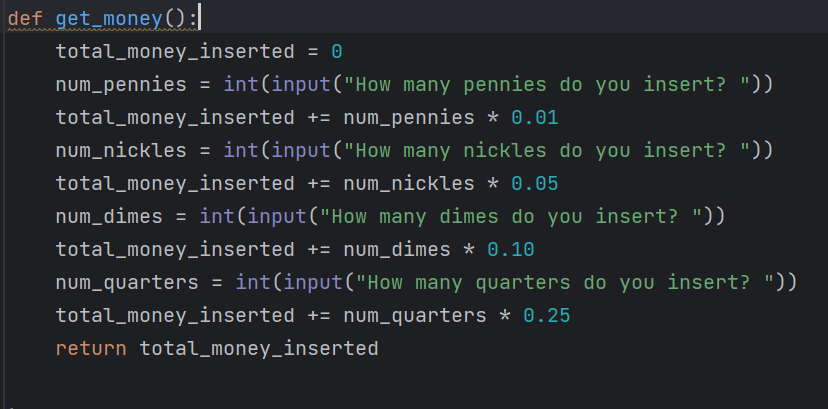 def get_money():
    total_money_inserted = 0
    num_pennies = int(input("How many pennies do you insert? "))
    total_money_inserted += num_pennies * 0.01
    num_nickles = int(input("How many nickles do you insert? "))
    total_money_inserted += num_nickles * 0.05
    num_dimes = int(input("How many dimes do you insert? "))
    total_money_inserted += num_dimes * 0.10
    num_quarters = int(input("How many quarters do you insert? "))
    total_money_inserted += num_quarters * 0.25
    return total_money_inserted